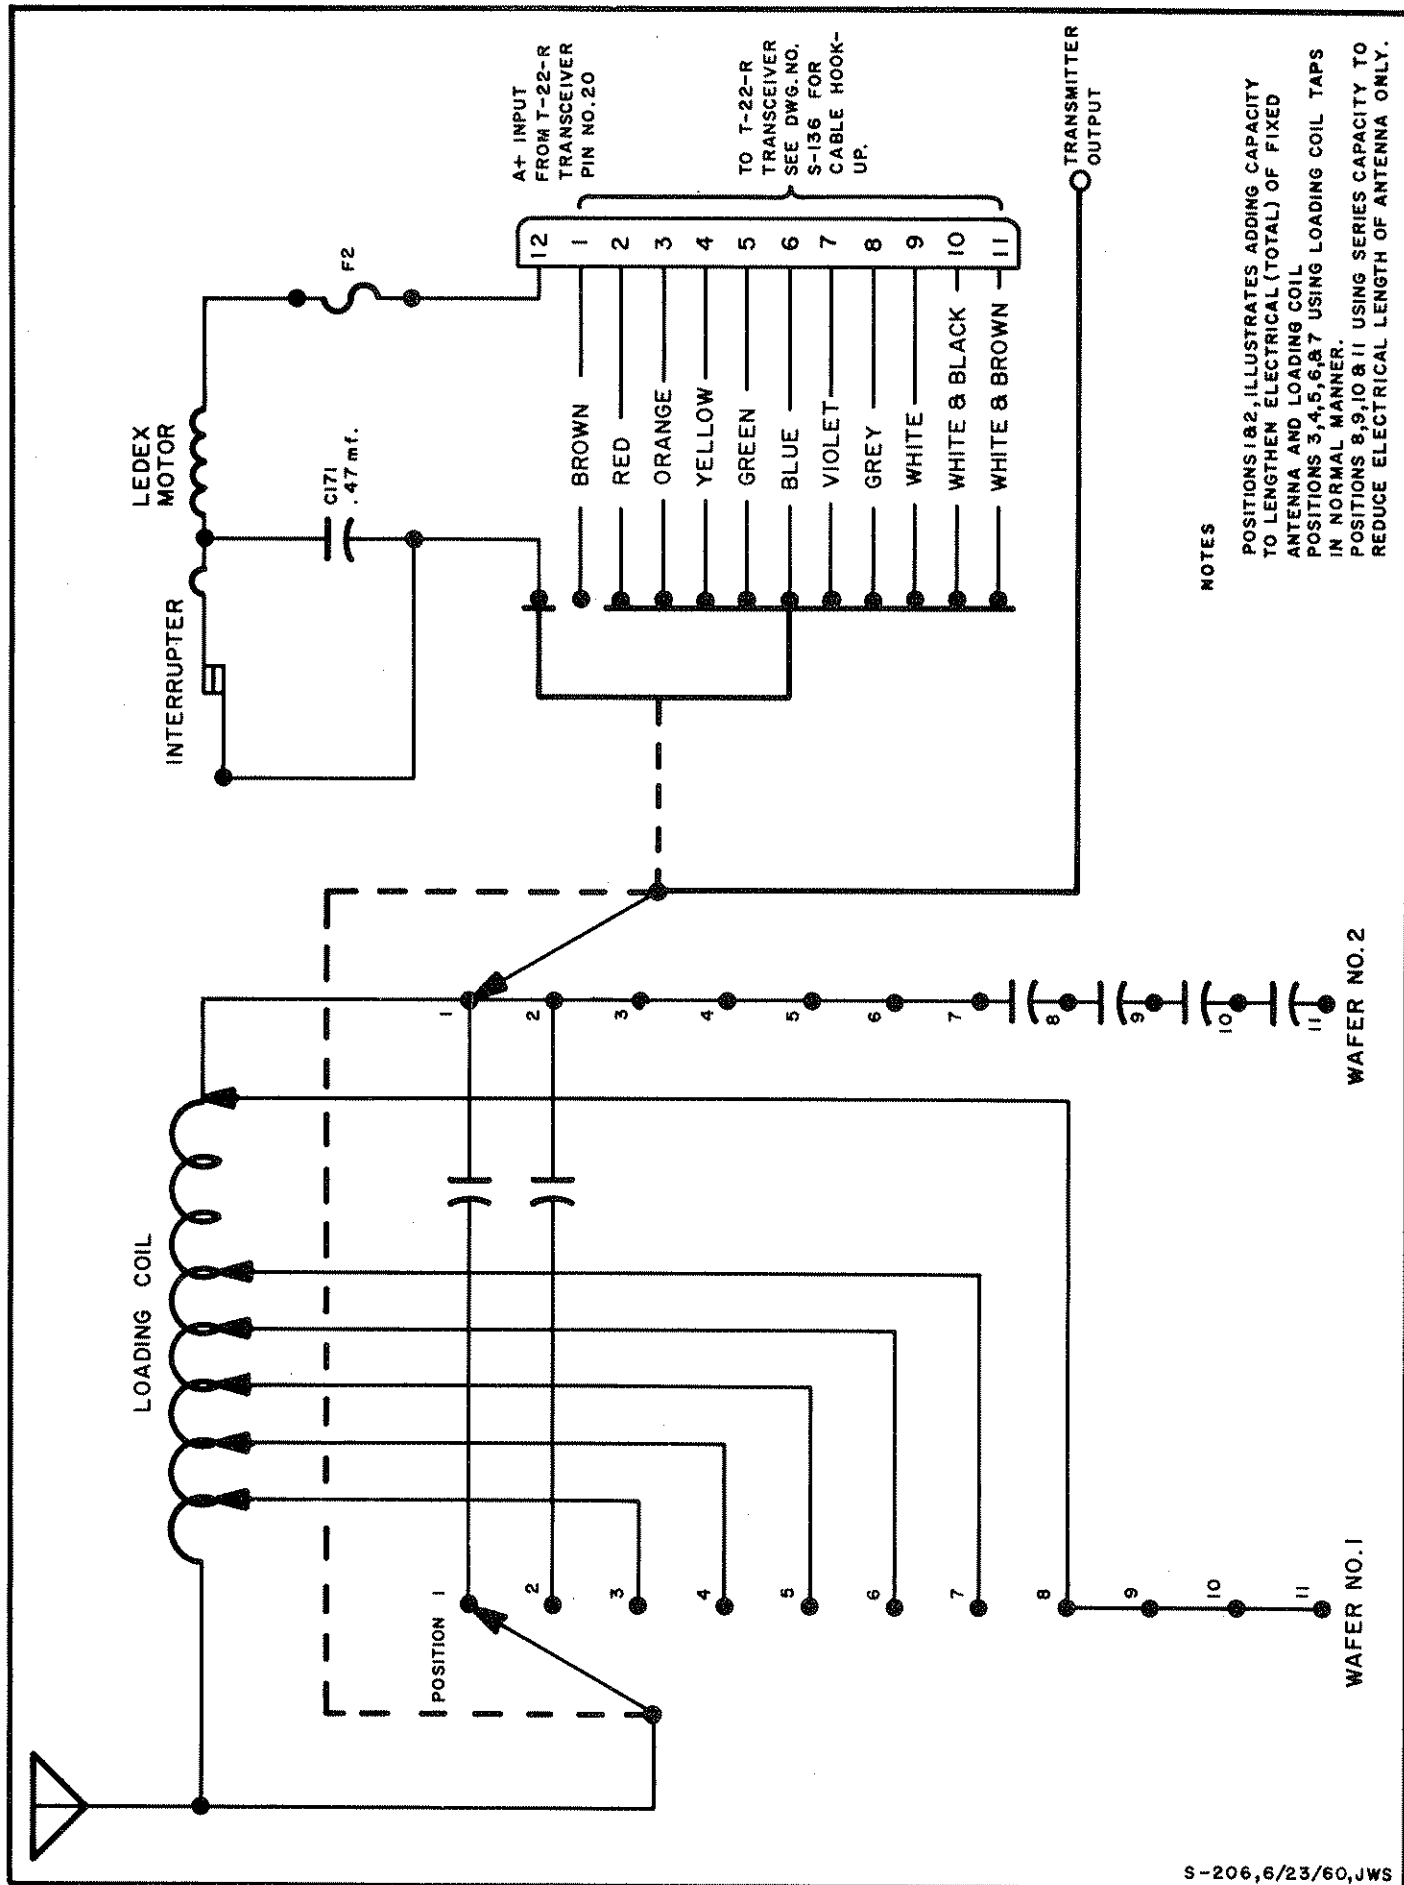 LEDEX
MOTOR
INTERRUPTER
C171
.47 mf.
F2
A+ INPUT
FROM T-22-R
TRANSCEIVER
PIN NO. 20
12
1
2
3
4
5
6
7
8
9
10
11
BROWN
RED
ORANGE
YELLOW
GREEN
BLUE
VIOLET
GREY
WHITE
WHITE & BLACK
WHITE & BROWN
TO T-22-R
TRANSCEIVER
SEE DWG. NO.
S-136 FOR
CABLE HOOK-
UP.
TRANSMITTER
OUTPUT
LOADING COIL
POSITION 1
2
3
4
5
6
7
8
9
10
11
WAFER NO. 1
1
2
3
4
5
6
7
8
9
10
11
WAFER NO. 2
NOTES
POSITIONS 1 & 2, ILLUSTRATES ADDING CAPACITY
TO LENGTHEN ELECTRICAL (TOTAL) OF FIXED
ANTENNA AND LOADING COIL
POSITIONS 3,4,5,6,& 7 USING LOADING COIL TAPS
IN NORMAL MANNER.
POSITIONS 8,9,10 & 11 USING SERIES CAPACITY TO
REDUCE ELECTRICAL LENGTH OF ANTENNA ONLY.
S-206,6/23/60,JWS